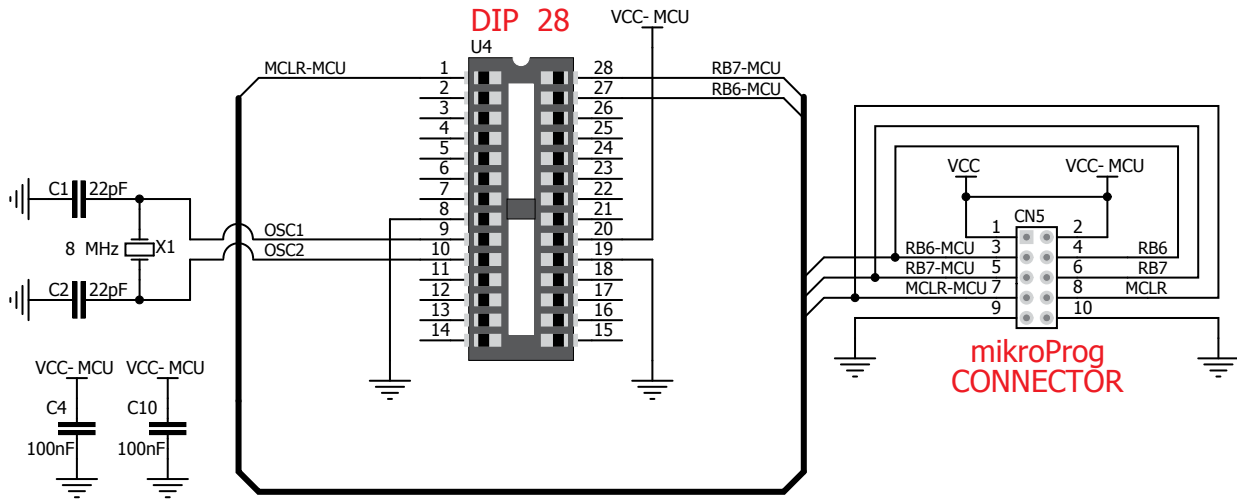 DIP 28
U4
VCC-MCU
MCLR-MCU
1
2
3
4
5
6
7
8
9
10
11
12
13
14
28
27
26
25
24
23
22
21
20
19
18
17
16
15
RB7-MCU
RB6-MCU
C1 22pF
8 MHz X1
C2 22pF
OSC1
OSC2
VCC-MCU
C4
100nF
VCC-MCU
C10
100nF
VCC
VCC-MCU
CN5
1 2
RB6-MCU 3 4 RB6
RB7-MCU 5 6 RB7
MCLR-MCU 7 8 MCLR
9 10
mikroProg
CONNECTOR